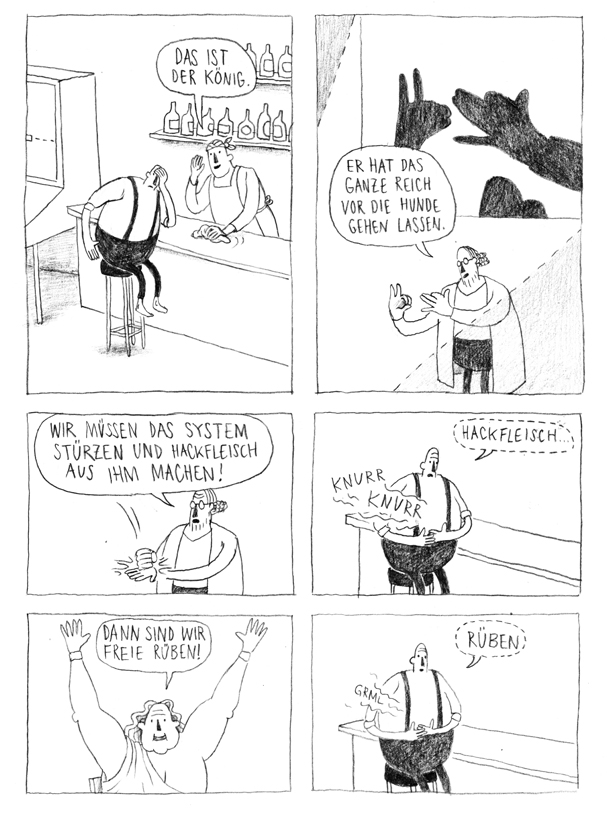 DAS IST
DER KÖNIG.
ER HAT DAS
GANZE REICH
VOR DIE HUNDE
GEHEN LASSEN.
WIR MÜSSEN DAS SYSTEM
STÜRZEN UND HACKFLEISCH
AUS IHM MACHEN!
HACKFLEISCH...
KNURR
KNURR
DANN SIND WIR
FREIE RÜBEN!
RÜBEN
GRML